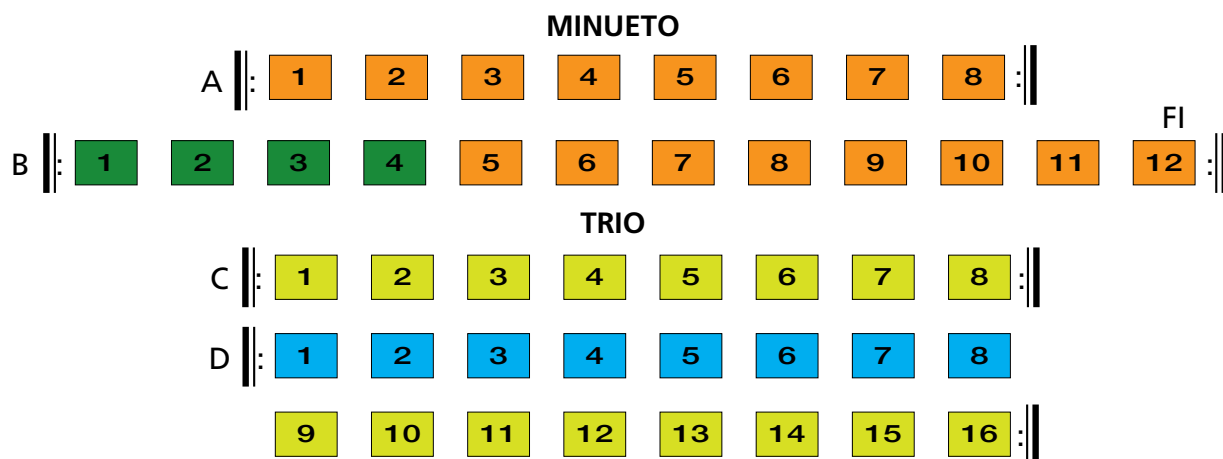 MINUETO
A 1 2 3 4 5 6 7 8
FI
B 1 2 3 4 5 6 7 8 9 10 11 12
TRIO
C 1 2 3 4 5 6 7 8
D 1 2 3 4 5 6 7 8
9 10 11 12 13 14 15 16